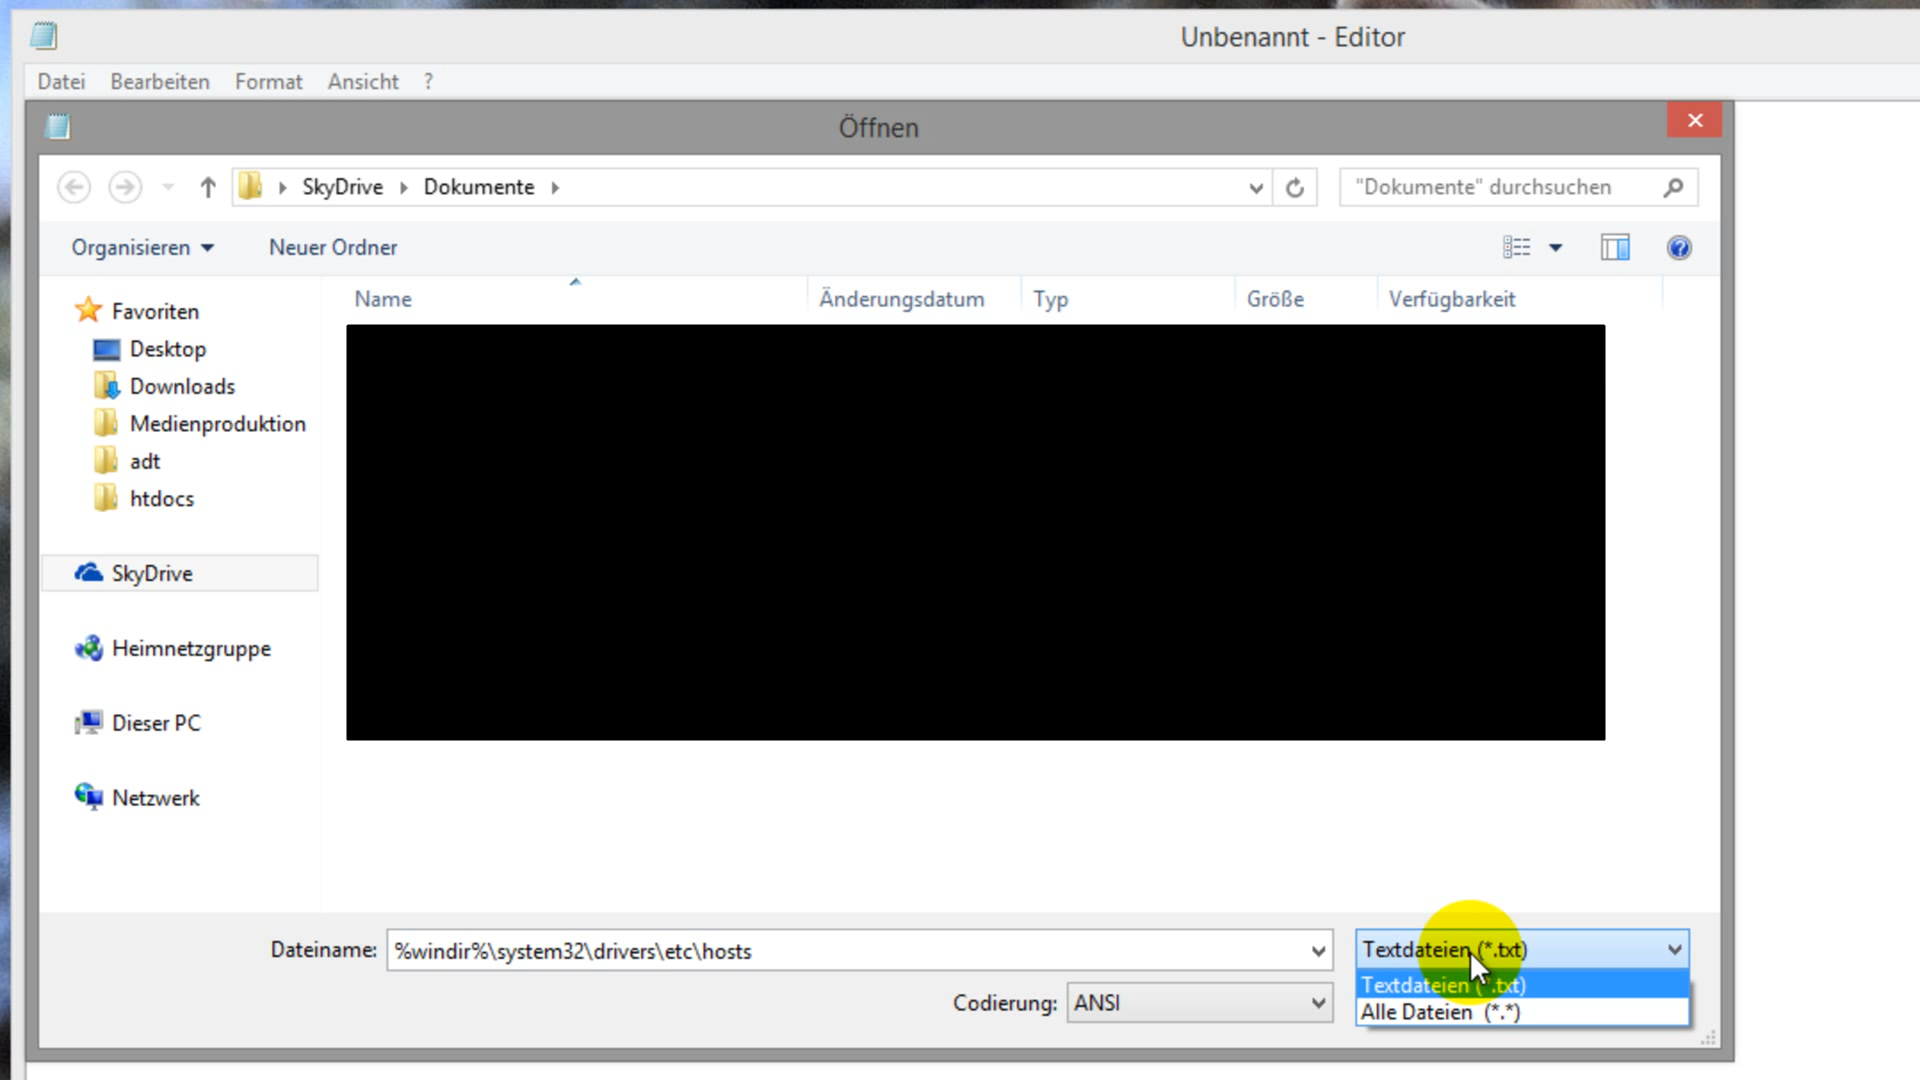 Unbenannt - Editor
Datei Bearbeiten Format Ansicht ?
Öffnen
SkyDrive Dokumente
"Dokumente" durchsuchen
Organisieren Neuer Ordner
Name Änderungsdatum Typ Größe Verfügbarkeit
Favoriten
Desktop
Downloads
Medienproduktion
adt
htdocs
SkyDrive
Heimnetzgruppe
Dieser PC
Netzwerk
Dateiname: %windir%\system32\drivers\etc\hosts
Textdateien (*.txt)
Textdateien (*.txt)
Alle Dateien (*.*)
Codierung: ANSI